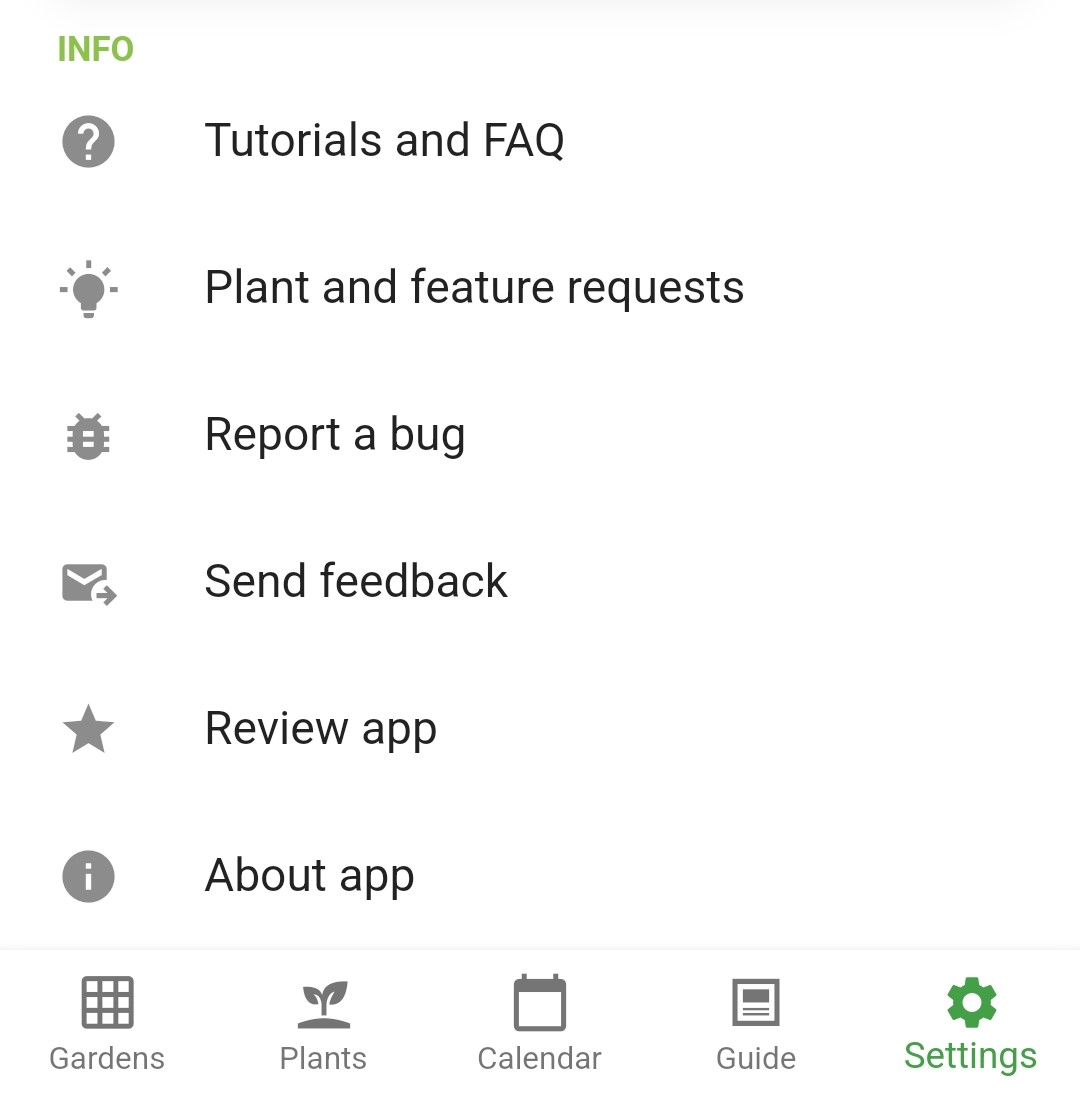 INFO
Tutorials and FAQ
Plant and feature requests
Report a bug
Send feedback
Review app
About app
Gardens Plants Calendar Guide Settings